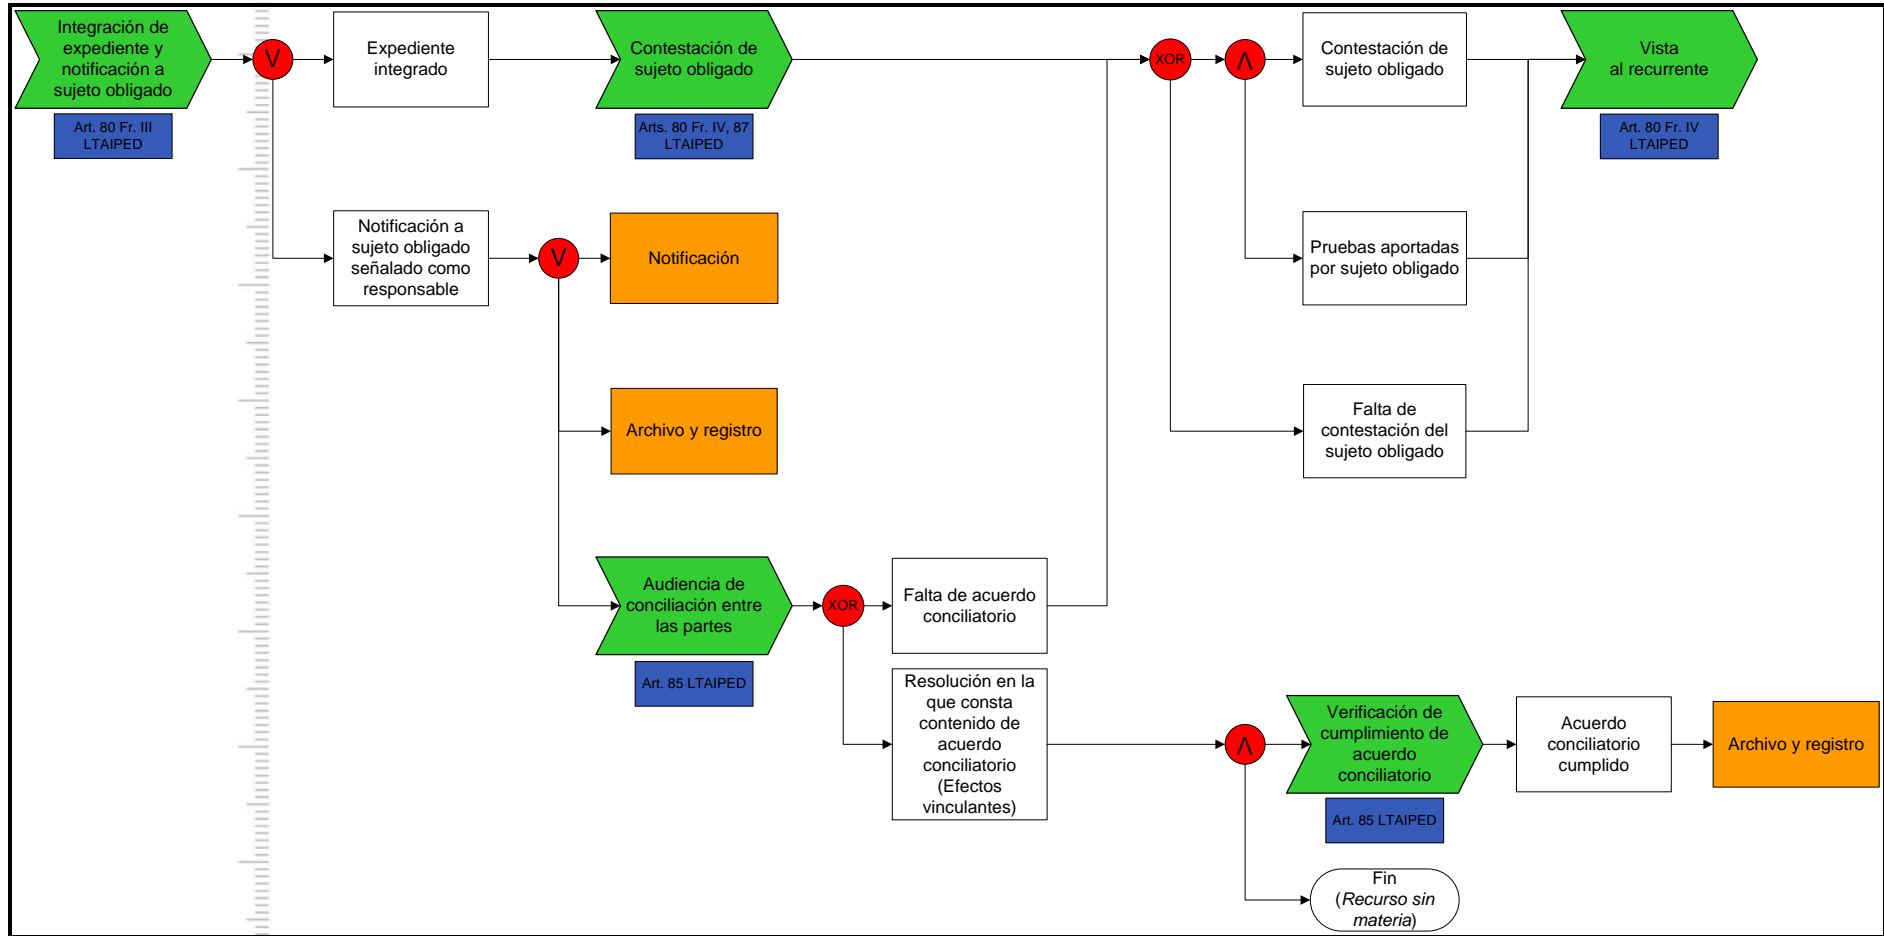 Integración de
expediente y
notificación a
sujeto obligado
Art. 80 Fr. III
LTAIPED
V
Expediente
integrado
Contestación de
sujeto obligado
Arts. 80 Fr. IV, 87
LTAIPED
XOR
Λ
Contestación de
sujeto obligado
Vista
al recurrente
Art. 80 Fr. IV
LTAIPED
Notificación a
sujeto obligado
señalado como
responsable
V
Notificación
Pruebas aportadas
por sujeto obligado
Archivo y registro
Falta de
contestación del
sujeto obligado
Audiencia de
conciliación entre
las partes
Art. 85 LTAIPED
XOR
Falta de acuerdo
conciliatorio
Resolución en la
que consta
contenido de
acuerdo
conciliatorio
(Efectos
vinculantes)
Λ
Verificación de
cumplimiento de
acuerdo
conciliatorio
Art. 85 LTAIPED
Acuerdo
conciliatorio
cumplido
Archivo y registro
Fin
(Recurso sin
materia)